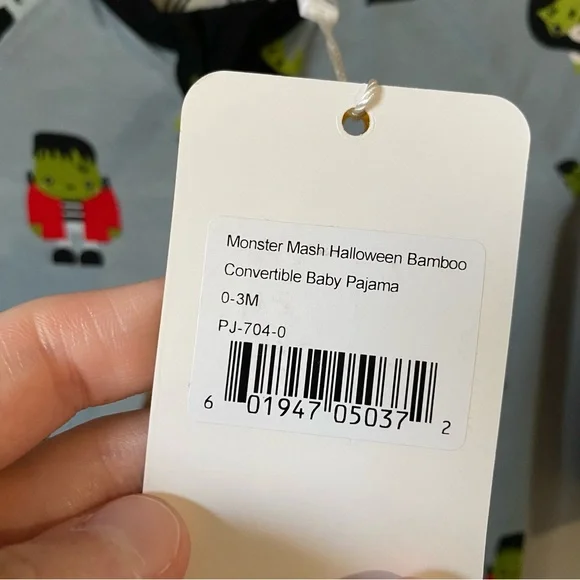 Monster Mash Halloween Bamboo
Convertible Baby Pajama
0-3M
PJ-704-0
6 01947 05037 2